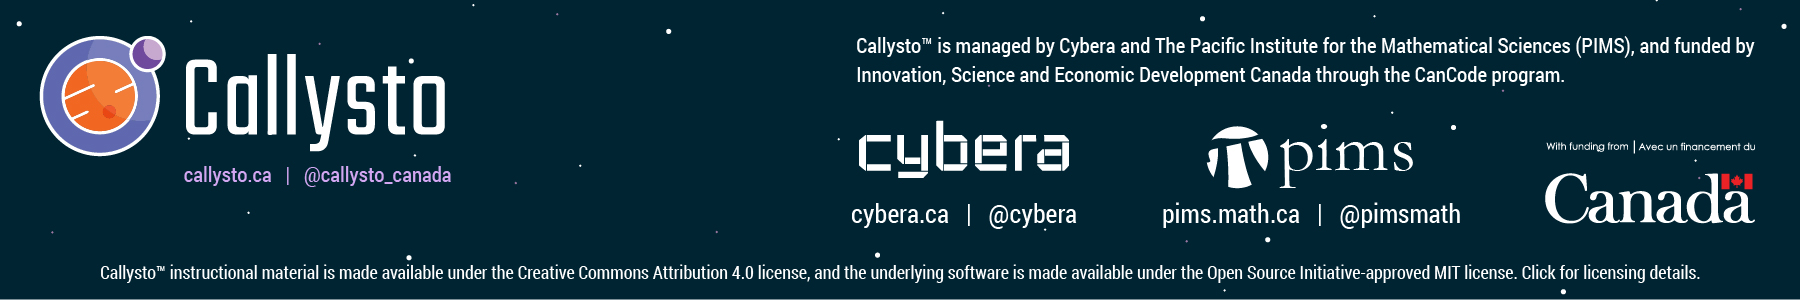 Callysto
callysto.ca | @callysto_canada
Callysto™ is managed by Cybera and The Pacific Institute for the Mathematical Sciences (PIMS), and funded by
Innovation, Science and Economic Development Canada through the CanCode program.
cybera
cybera.ca | @cybera
pims
pims.math.ca | @pimsmath
With funding from | Avec un financement du
Canada
Callysto™ instructional material is made available under the Creative Commons Attribution 4.0 license, and the underlying software is made available under the Open Source Initiative-approved MIT license. Click for licensing details.